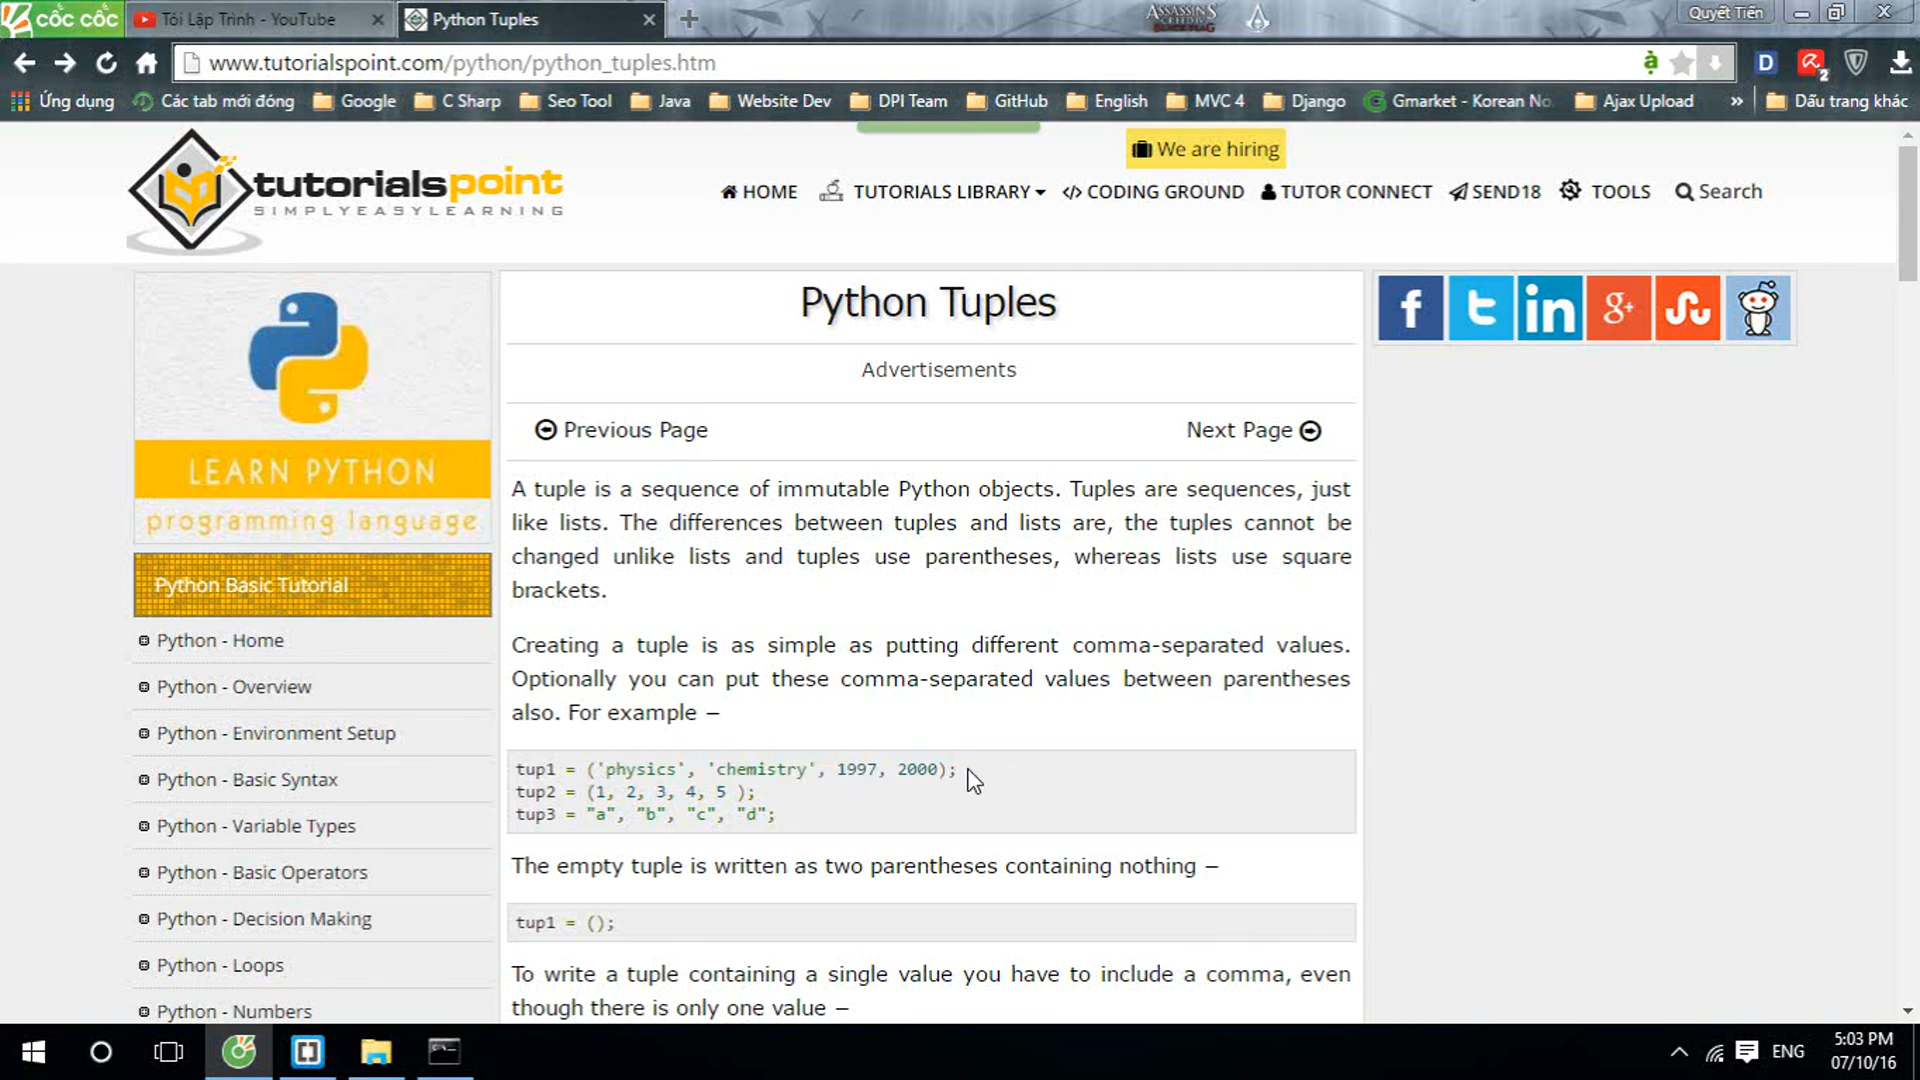 cốc cốc
Tôi Lập Trình - YouTube
Python Tuples
ASSASSIN'S
Quyết Tiến
www.tutorialspoint.com/python/python_tuples.htm
ạ
D
2
Ứng dụng
Các tab mới đóng
Google
C Sharp
Seo Tool
Java
Website Dev
DPI Team
GitHub
English
MVC 4
Django
Gmarket - Korean No.
Ajax Upload
»
Dấu trang khác
We are hiring
tutorialspoint
SIMPLYEASYLEARNING
HOME
TUTORIALS LIBRARY
</> CODING GROUND
TUTOR CONNECT
SEND18
TOOLS
Search
LEARN PYTHON
programming language
Python Basic Tutorial
Python - Home
Python - Overview
Python - Environment Setup
Python - Basic Syntax
Python - Variable Types
Python - Basic Operators
Python - Decision Making
Python - Loops
Python - Numbers
Python Tuples
Advertisements
Previous Page
Next Page
A tuple is a sequence of immutable Python objects. Tuples are sequences, just
like lists. The differences between tuples and lists are, the tuples cannot be
changed unlike lists and tuples use parentheses, whereas lists use square
brackets.
Creating a tuple is as simple as putting different comma-separated values.
Optionally you can put these comma-separated values between parentheses
also. For example −
tup1 = ('physics', 'chemistry', 1997, 2000);
tup2 = (1, 2, 3, 4, 5 );
tup3 = "a", "b", "c", "d";
The empty tuple is written as two parentheses containing nothing −
tup1 = ();
To write a tuple containing a single value you have to include a comma, even
though there is only one value −
f
t
in
g+
ENG
5:03 PM
07/10/16